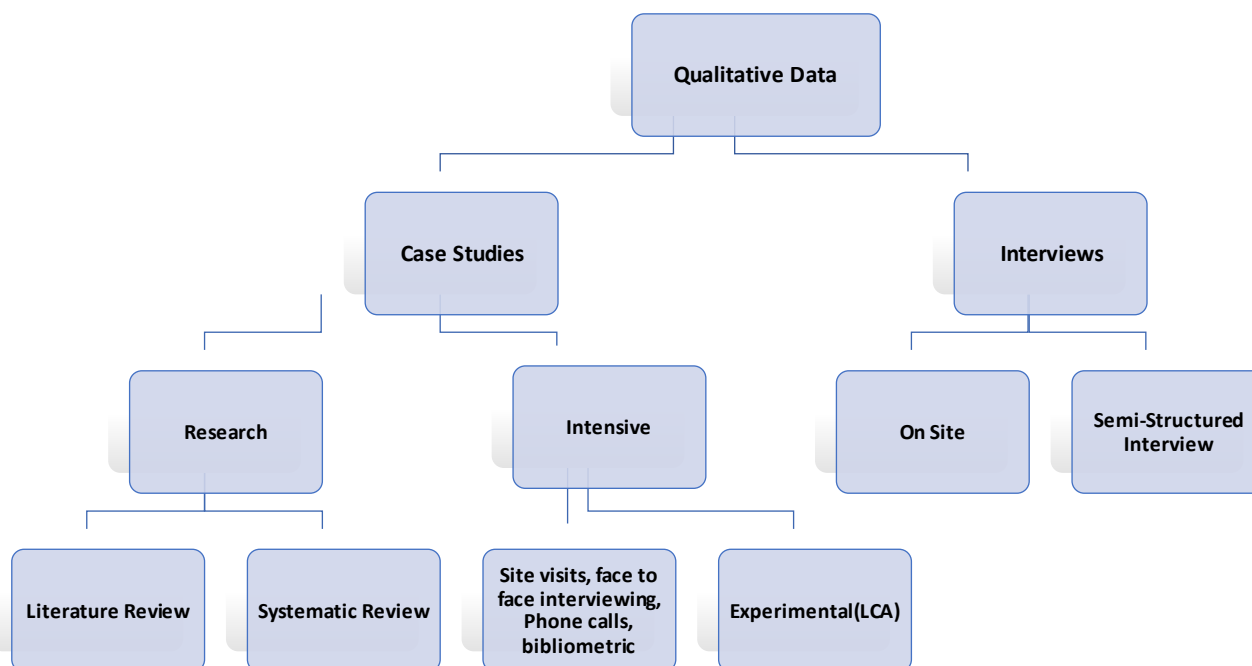 Qualitative Data
Case Studies
Interviews
Research
Intensive
On Site
Semi-Structured
Interview
Literature Review
Systematic Review
Site visits, face to
face interviewing,
Phone calls,
bibliometric
Experimental(LCA)